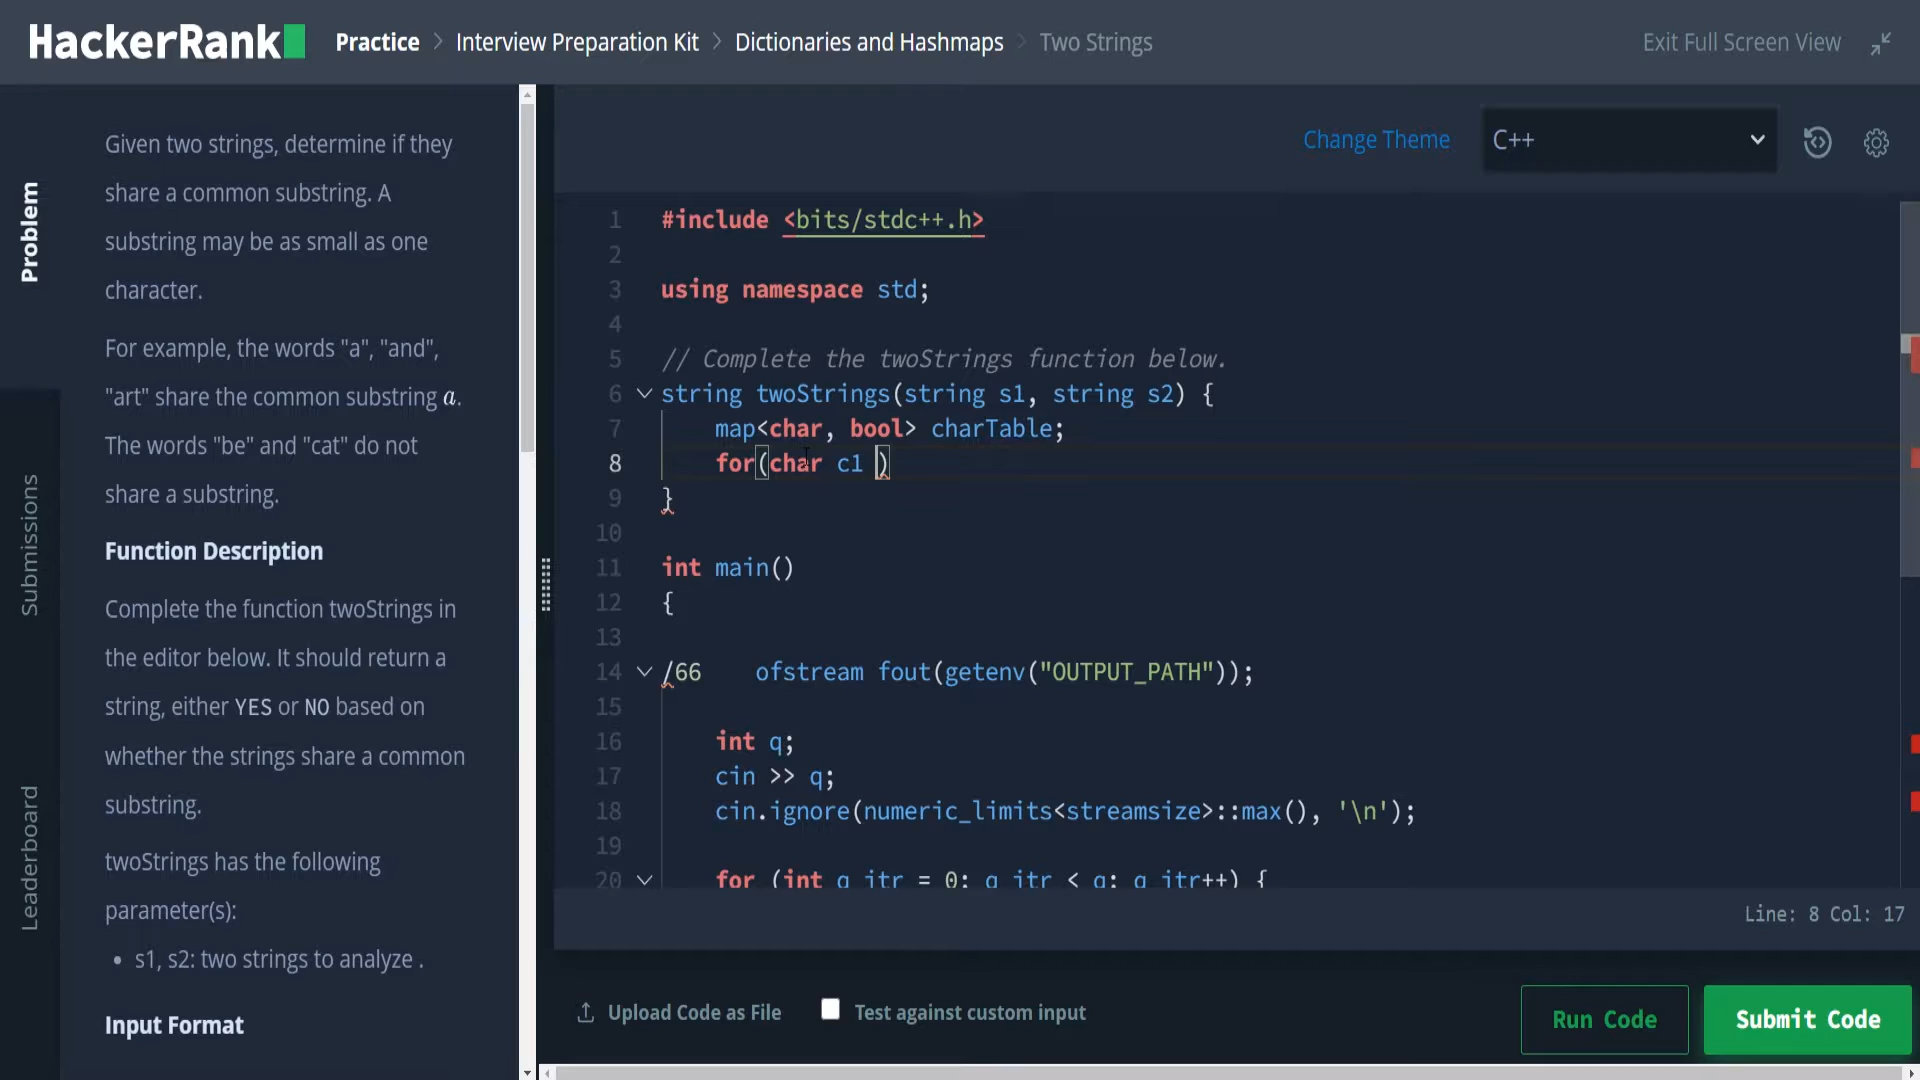 HackerRank
Practice > Interview Preparation Kit > Dictionaries and Hashmaps > Two Strings
Exit Full Screen View
Problem
Submissions
Leaderboard
Given two strings, determine if they
share a common substring. A
substring may be as small as one
character.
For example, the words "a", "and",
"art" share the common substring a.
The words "be" and "cat" do not
share a substring.
Function Description
Complete the function twoStrings in
the editor below. It should return a
string, either YES or NO based on
whether the strings share a common
substring.
twoStrings has the following
parameter(s):
• s1, s2: two strings to analyze .
Input Format
Change Theme
C++
1 #include <bits/stdc++.h>
2
3 using namespace std;
4
5 // Complete the twoStrings function below.
6 string twoStrings(string s1, string s2) {
7 map<char, bool> charTable;
8 for(char c1 )
9 }
10
11 int main()
12 {
13
14 /66 ofstream fout(getenv("OUTPUT_PATH"));
15
16 int q;
17 cin >> q;
18 cin.ignore(numeric_limits<streamsize>::max(), '\n');
19
20 for (int q_itr = 0; q_itr < q; q_itr++) {
Line: 8 Col: 17
Upload Code as File
Test against custom input
Run Code
Submit Code